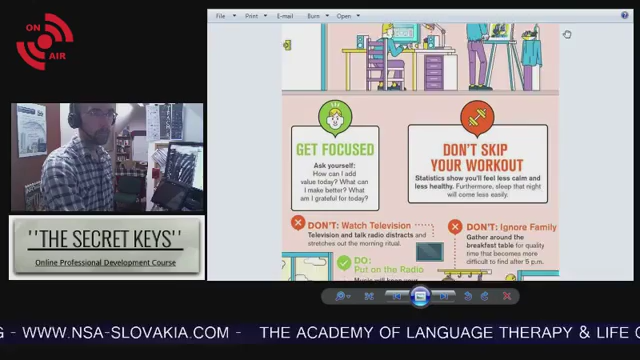 ON
AIR
File
Print
E-mail
Burn
Open
GET FOCUSED
Ask yourself:
How can I add
value today? What can
I make better? What
am I grateful for today?
DON'T SKIP
YOUR WORKOUT
Statistics show you'll feel less calm and
less healthy. Furthermore, sleep that night
will come less easily.
DON'T: Watch Television
Television and talk radio distracts and
stretches out the morning ritual.
DON'T: Ignore Family
Gather around the
breakfast table for quality
time that becomes more
difficult to find after 5 p.m.
DO:
Put on the Radio
Music will keep your
''THE SECRET KEYS''
Online Professional Development Course
G - WWW.NSA-SLOVAKIA.COM - THE ACADEMY OF LANGUAGE THERAPY & LIFE C